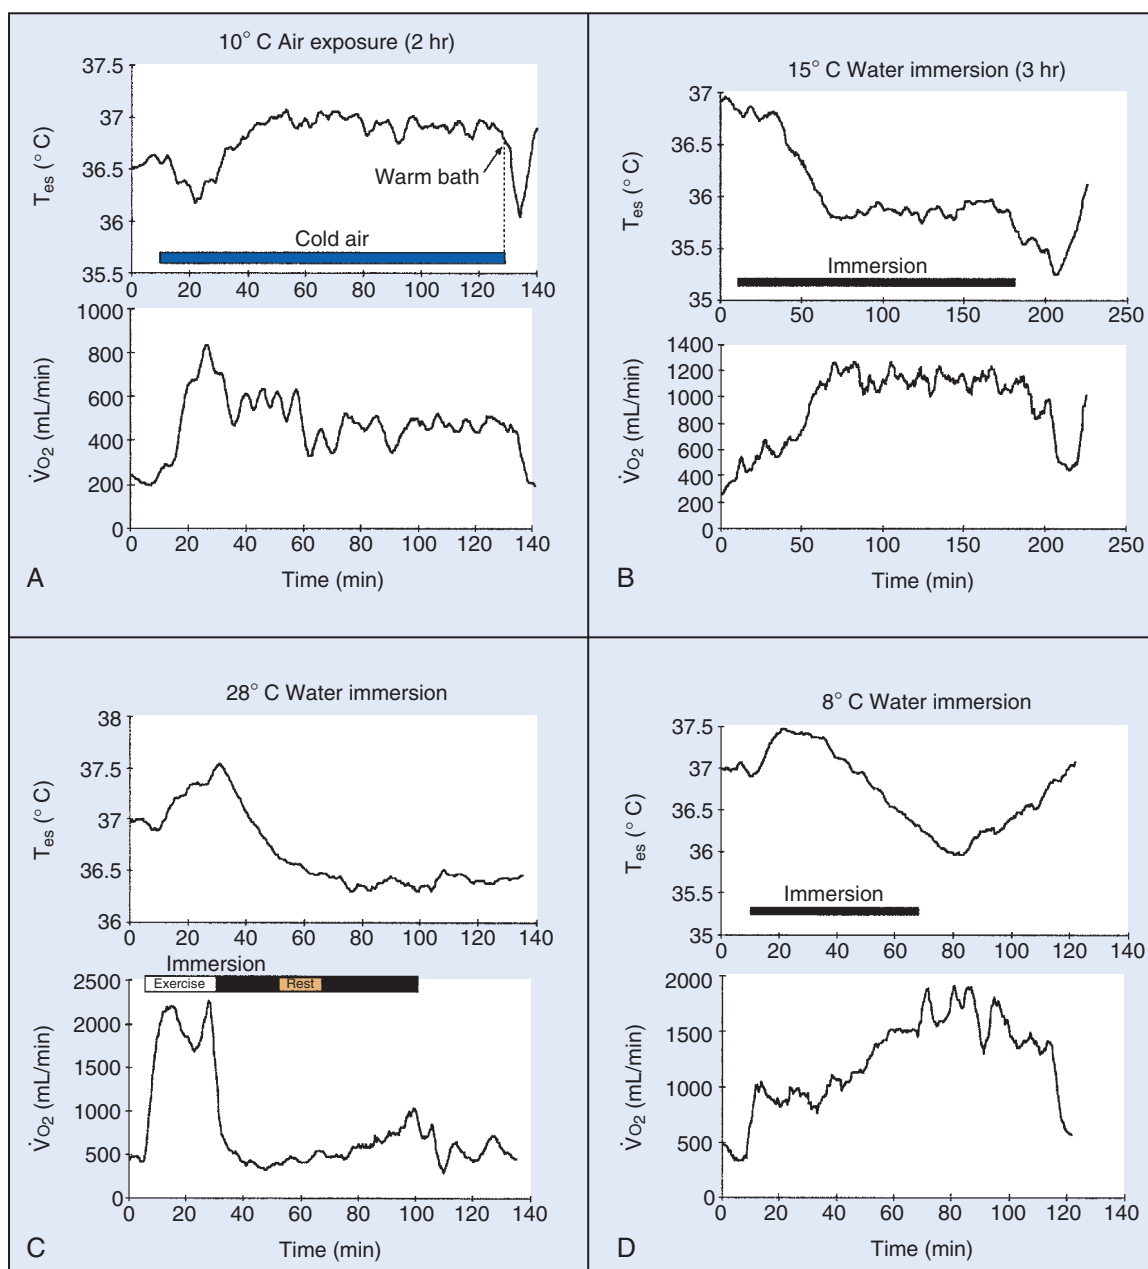 10° C Air exposure (2 hr)
37.5
37
36.5
36
35.5
T_es (° C)
Warm bath
Cold air
0 20 40 60 80 100 120 140
1000
800
600
400
200
0
V̇O₂ (mL/min)
0 20 40 60 80 100 120 140
A
Time (min)
15° C Water immersion (3 hr)
37
36.5
36
35.5
35
T_es (° C)
Immersion
0 50 100 150 200 250
1400
1200
1000
800
600
400
200
0
V̇O₂ (mL/min)
0 50 100 150 200 250
B
Time (min)
28° C Water immersion
38
37.5
37
36.5
36
T_es (° C)
0 20 40 60 80 100 120 140
Immersion
Exercise Rest
2500
2000
1500
1000
500
0
V̇O₂ (mL/min)
0 20 40 60 80 100 120 140
C
Time (min)
8° C Water immersion
37.5
37
36.5
36
35.5
35
T_es (° C)
Immersion
0 20 40 60 80 100 120 140
2000
1500
1000
500
0
V̇O₂ (mL/min)
0 20 40 60 80 100 120 140
D
Time (min)